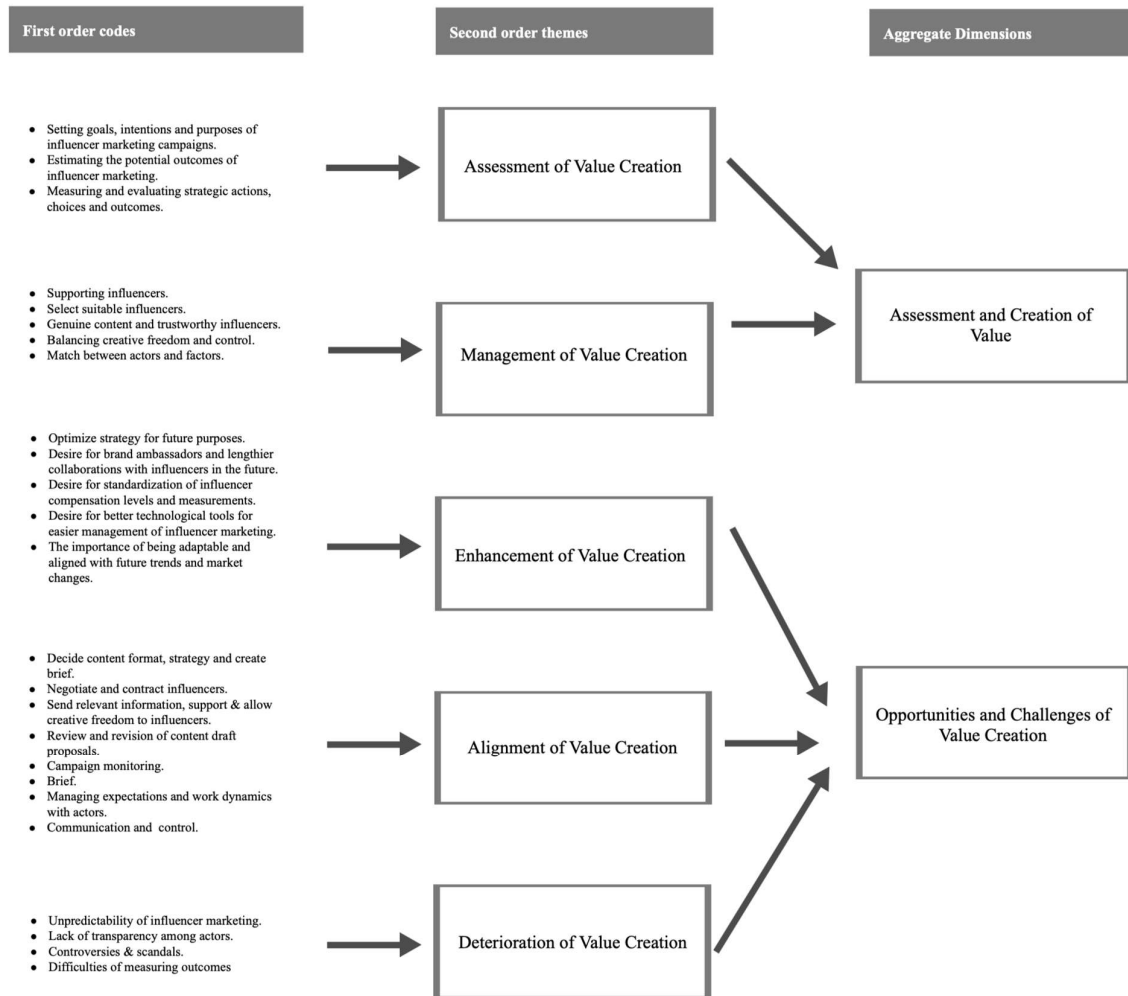 First order codes
Second order themes
Aggregate Dimensions
● Setting goals, intentions and purposes of
influencer marketing campaigns.
● Estimating the potential outcomes of
influencer marketing.
● Measuring and evaluating strategic actions,
choices and outcomes.
Assessment of Value Creation
● Supporting influencers.
● Select suitable influencers.
● Genuine content and trustworthy influencers.
● Balancing creative freedom and control.
● Match between actors and factors.
Management of Value Creation
Assessment and Creation of
Value
● Optimize strategy for future purposes.
● Desire for brand ambassadors and lengthier
collaborations with influencers in the future.
● Desire for standardization of influencer
compensation levels and measurements.
● Desire for better technological tools for
easier management of influencer marketing.
● The importance of being adaptable and
aligned with future trends and market
changes.
Enhancement of Value Creation
● Decide content format, strategy and create
brief.
● Negotiate and contract influencers.
● Send relevant information, support & allow
creative freedom to influencers.
● Review and revision of content draft
proposals.
● Campaign monitoring.
● Brief.
● Managing expectations and work dynamics
with actors.
● Communication and  control.
Alignment of Value Creation
Opportunities and Challenges of
Value Creation
● Unpredictability of influencer marketing.
● Lack of transparency among actors.
● Controversies & scandals.
● Difficulties of measuring outcomes
Deterioration of Value Creation